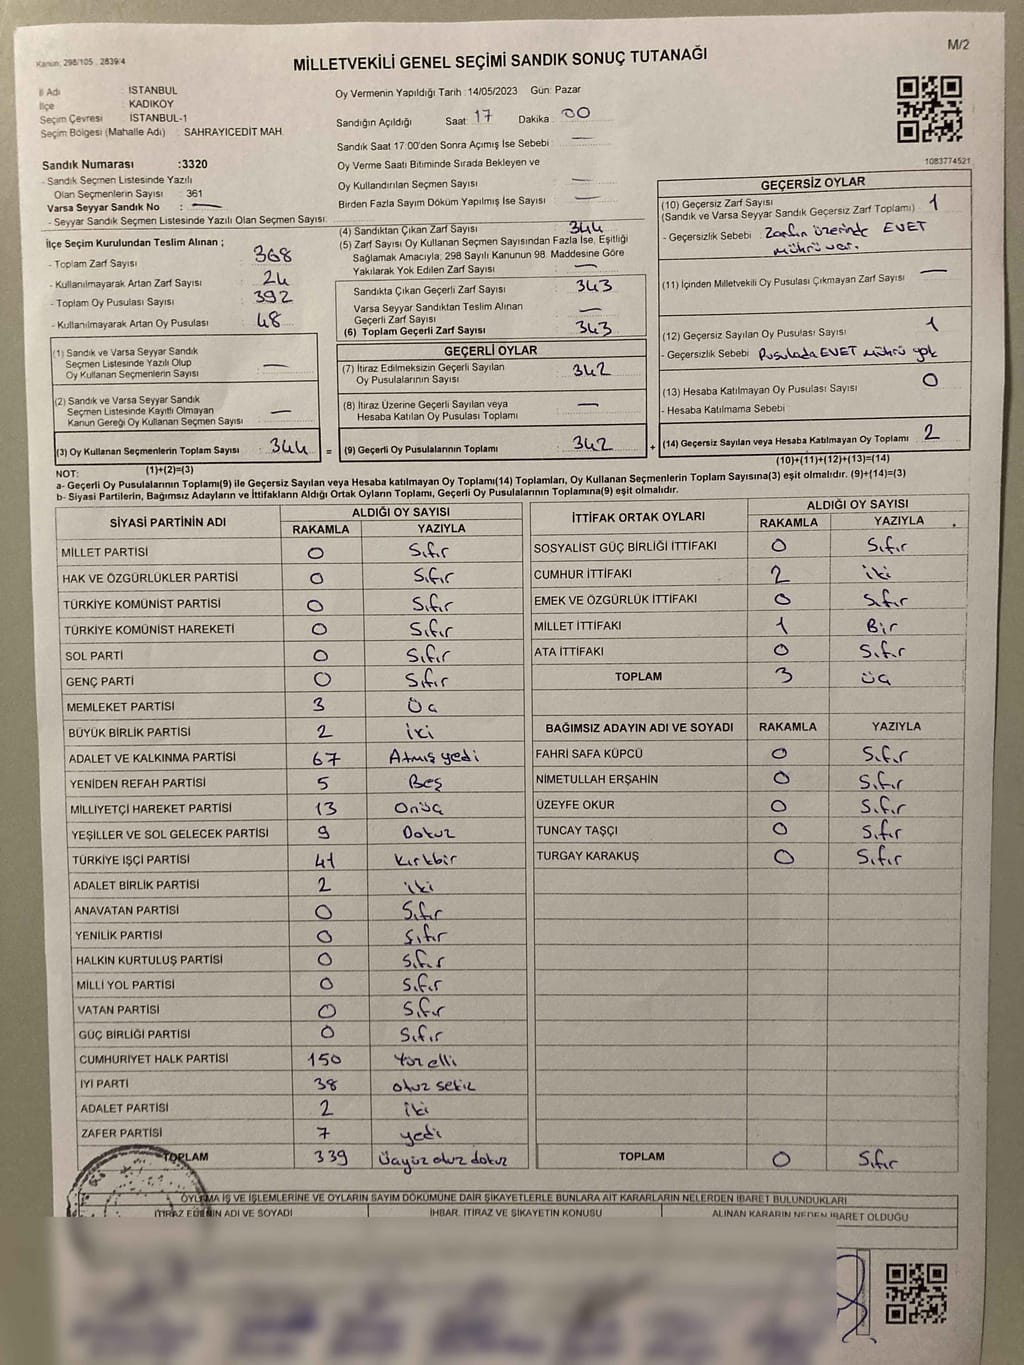 Kanun: 298/105, 2839/4
M/2
MİLLETVEKİLİ GENEL SEÇİMİ SANDIK SONUÇ TUTANAĞI
İl Adı : İSTANBUL
İlçe : KADIKÖY
Seçim Çevresi : İSTANBUL-1
Seçim Bölgesi (Mahalle Adı) : SAHRAYICEDİT MAH.
Sandık Numarası :3320
- Sandık Seçmen Listesinde Yazılı
Olan Seçmenlerin Sayısı : 361
Varsa Seyyar Sandık No : —
- Seyyar Sandık Seçmen Listesinde Yazılı Olan Seçmen Sayısı:
Oy Vermenin Yapıldığı Tarih :14/05/2023 Gün: Pazar
Sandığın Açıldığı Saat: 17 Dakika: 00
Sandık Saat 17:00'den Sonra Açımış İse Sebebi : —
Oy Verme Saati Bitiminde Sırada Bekleyen ve
Oy Kullandırılan Seçmen Sayısı : —
Birden Fazla Sayım Döküm Yapılmış İse Sayısı : —
1083774521
İlçe Seçim Kurulundan Teslim Alınan ;
- Toplam Zarf Sayısı : 368
- Kullanılmayarak Artan Zarf Sayısı : 24
- Toplam Oy Pusulası Sayısı : 392
- Kullanılmayarak Artan Oy Pusulası : 48
(1) Sandık ve Varsa Seyyar Sandık
Seçmen Listesinde Yazılı Olup
Oy Kullanan Seçmenlerin Sayısı : —
(2) Sandık ve Varsa Seyyar Sandık
Seçmen Listesinde Kayıtlı Olmayan
Kanun Gereği Oy Kullanan Seçmen Sayısı : —
(3) Oy Kullanan Seçmenlerin Toplam Sayısı : 344 =
(1)+(2)=(3)
(4) Sandıktan Çıkan Zarf Sayısı : 344
(5) Zarf Sayısı Oy Kullanan Seçmen Sayısından Fazla İse, Eşitliği
Sağlamak Amacıyla; 298 Sayılı Kanunun 98. Maddesine Göre
Yakılarak Yok Edilen Zarf Sayısı : —
Sandıkta Çıkan Geçerli Zarf Sayısı : 343
Varsa Seyyar Sandıktan Teslim Alınan
Geçerli Zarf Sayısı : —
(6) Toplam Geçerli Zarf Sayısı : 343
GEÇERLİ OYLAR
(7) İtiraz Edilmeksizin Geçerli Sayılan
Oy Pusulalarının Sayısı : 342
(8) İtiraz Üzerine Geçerli Sayılan veya
Hesaba Katılan Oy Pusulası Toplamı : —
(9) Geçerli Oy Pusulalarının Toplamı : 342 +
GEÇERSİZ OYLAR
(10) Geçersiz Zarf Sayısı : 1
(Sandık ve Varsa Seyyar Sandık Geçersiz Zarf Toplamı)
- Geçersizlik Sebebi : Zarfın üzerinde EVET
mührü var.
(11) İçinden Milletvekili Oy Pusulası Çıkmayan Zarf Sayısı : —
(12) Geçersiz Sayılan Oy Pusulası Sayısı : 1
- Geçersizlik Sebebi : Pusulada EVET mührü yok
(13) Hesaba Katılmayan Oy Pusulası Sayısı : 0
- Hesaba Katılmama Sebebi :
(14) Geçersiz Sayılan veya Hesaba Katılmayan Oy Toplamı : 2
(10)+(11)+(12)+(13)=(14)
NOT:
a- Geçerli Oy Pusulalarının Toplamı(9) ile Geçersiz Sayılan veya Hesaba Katılmayan Oy Toplamı(14) Toplamları, Oy Kullanan Seçmenlerin Toplam Sayısına(3) eşit olmalıdır. (9)+(14)=(3)
b- Siyasi Partilerin, Bağımsız Adayların ve İttifakların Aldığı Ortak Oyların Toplamı, Geçerli Oy Pusulalarının Toplamına(9) eşit olmalıdır.
SİYASİ PARTİNİN ADI ALDIĞI OY SAYISI
RAKAMLA YAZIYLA
MİLLET PARTİSİ 0 Sıfır
HAK VE ÖZGÜRLÜKLER PARTİSİ 0 Sıfır
TÜRKİYE KOMÜNİST PARTİSİ 0 Sıfır
TÜRKİYE KOMÜNİST HAREKETİ 0 Sıfır
SOL PARTİ 0 Sıfır
GENÇ PARTİ 0 Sıfır
MEMLEKET PARTİSİ 3 Üç
BÜYÜK BİRLİK PARTİSİ 2 İki
ADALET VE KALKINMA PARTİSİ 67 Atmış yedi
YENİDEN REFAH PARTİSİ 5 Beş
MİLLİYETÇİ HAREKET PARTİSİ 13 Onüç
YEŞİLLER VE SOL GELECEK PARTİSİ 9 Dokuz
TÜRKİYE İŞÇİ PARTİSİ 41 Kırkbir
ADALET BİRLİK PARTİSİ 2 iki
ANAVATAN PARTİSİ 0 Sıfır
YENİLİK PARTİSİ 0 Sıfır
HALKIN KURTULUŞ PARTİSİ 0 Sıfır
MİLLİ YOL PARTİSİ 0 Sıfır
VATAN PARTİSİ 0 Sıfır
GÜÇ BİRLİĞİ PARTİSİ 0 Sıfır
CUMHURİYET HALK PARTİSİ 150 Yüz elli
İYİ PARTİ 38 otuz sekiz
ADALET PARTİSİ 2 iki
ZAFER PARTİSİ 7 yedi
TOPLAM 339 Üçyüz otuz dokuz
İTTİFAK ORTAK OYLARI ALDIĞI OY SAYISI
RAKAMLA YAZIYLA
SOSYALİST GÜÇ BİRLİĞİ İTTİFAKI 0 Sıfır
CUMHUR İTTİFAKI 2 iki
EMEK VE ÖZGÜRLÜK İTTİFAKI 0 Sıfır
MİLLET İTTİFAKI 1 Bir
ATA İTTİFAKI 0 Sıfır
TOPLAM 3 Üç
BAĞIMSIZ ADAYIN ADI VE SOYADI RAKAMLA YAZIYLA
FAHRİ SAFA KÜPCÜ 0 Sıfır
NİMETULLAH ERŞAHİN 0 Sıfır
ÜZEYFE OKUR 0 Sıfır
TUNCAY TAŞÇI 0 Sıfır
TURGAY KARAKUŞ 0 Sıfır
TOPLAM 0 Sıfır
OYLAMA İŞ VE İŞLEMLERİNE VE OYLARIN SAYIM DÖKÜMÜNE DAİR ŞİKAYETLERLE BUNLARA AİT KARARLARIN NELERDEN İBARET BULUNDUKLARI
İTİRAZ EDENİN ADI VE SOYADI İHBAR, İTİRAZ VE ŞİKAYETİN KONUSU ALINAN KARARIN NEDEN İBARET OLDUĞU